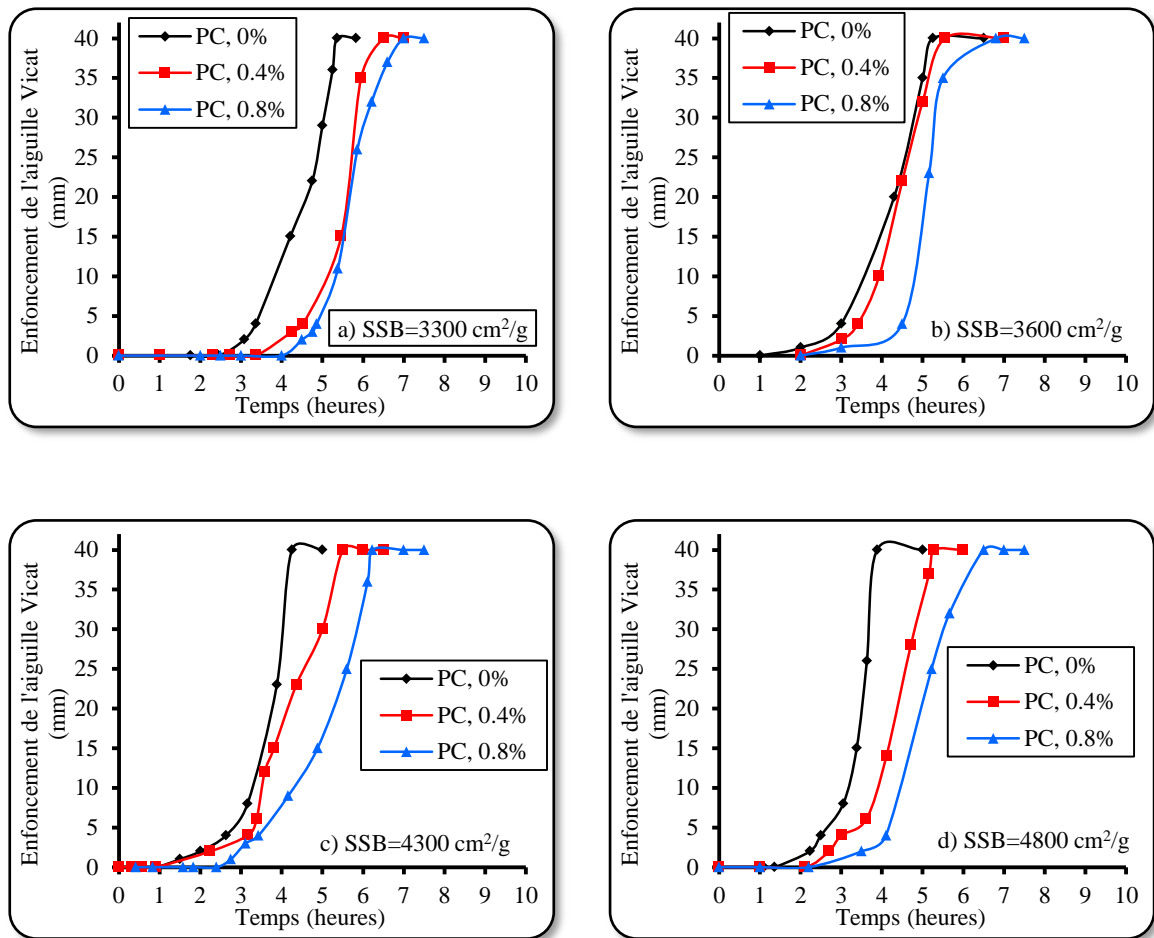 PC, 0%
PC, 0.4%
PC, 0.8%
Enfoncement de l'aiguille Vicat
(mm)
40
35
30
25
20
15
10
5
0
a) SSB=3300 cm²/g
0 1 2 3 4 5 6 7 8 9 10
Temps (heures)
PC, 0%
PC, 0.4%
PC, 0.8%
Enfoncement de l'aiguille Vicat
(mm)
40
35
30
25
20
15
10
5
0
b) SSB=3600 cm²/g
0 1 2 3 4 5 6 7 8 9 10
Temps (heures)
Enfoncement de l'aiguille Vicat
(mm)
40
35
30
25
20
15
10
5
0
PC, 0%
PC, 0.4%
PC, 0.8%
c) SSB=4300 cm²/g
0 1 2 3 4 5 6 7 8 9 10
Temps (heures)
Enfoncement de l'aiguille Vicat
(mm)
40
35
30
25
20
15
10
5
0
PC, 0%
PC, 0.4%
PC, 0.8%
d) SSB=4800 cm²/g
0 1 2 3 4 5 6 7 8 9 10
Temps (heures)